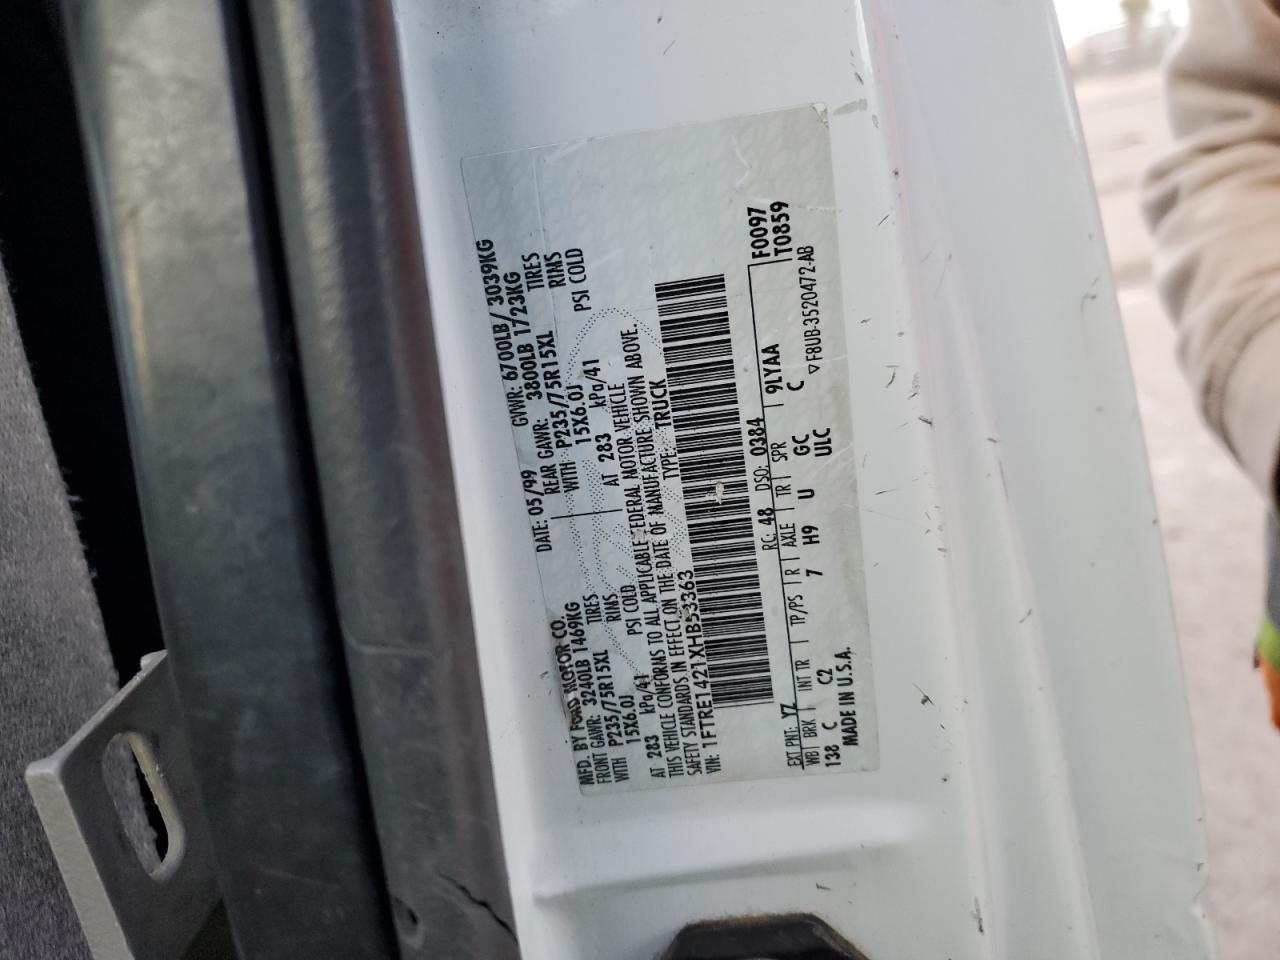 MFD. BY FORD MOTOR CO.
DATE: 05/99 GVWR: 6700LB/ 3039KG
FRONT GAWR: 3240LB 1469KG REAR GAWR: 3800LB 1723KG
WITH P235/75R15XL TIRES WITH P235/75R15XL TIRES
15X6.0J RIMS 15X6.0J RIMS
AT 283 kPa/41 PSI COLD AT 283 kPa/41 PSI COLD
THIS VEHICLE CONFORMS TO ALL APPLICABLE FEDERAL MOTOR VEHICLE
SAFETY STANDARDS IN EFFECT ON THE DATE OF MANUFACTURE SHOWN ABOVE.
VIN: 1FTRE1421XHB53363 TYPE: TRUCK
F0097
T0859
EXT PNT: YZ RC: 48 DSO: 0384
WB BRK INT TR TP/PS R AXLE TR SPR 9LYAA
138 C C2 7 H9 U GC C
MADE IN U.S.A. ULC
▽F8UB-3520472-AB